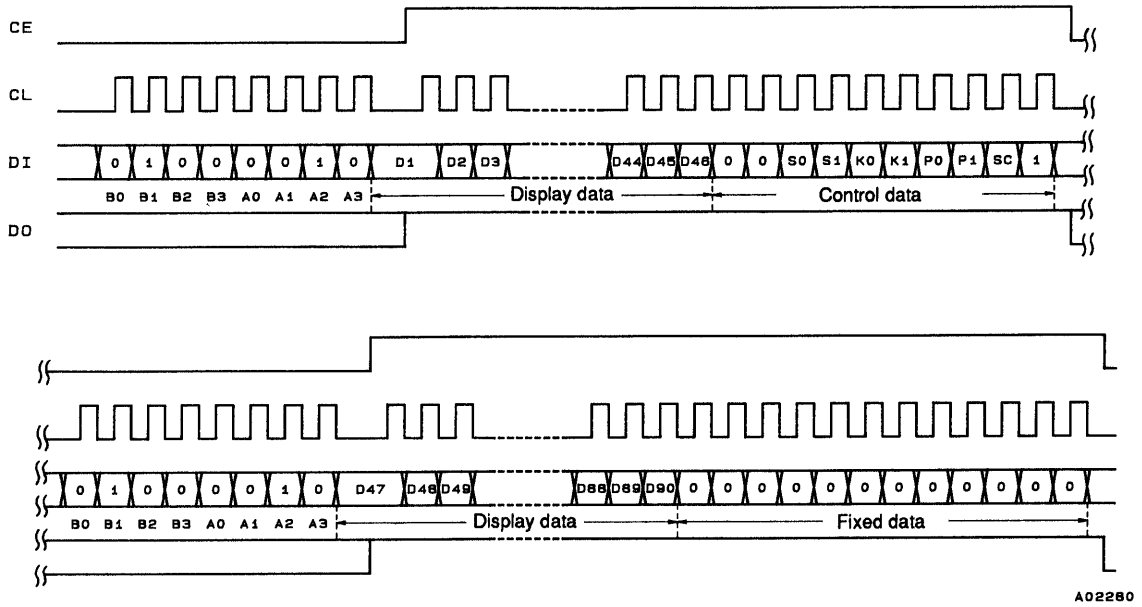 CE
CL
DI 0 1 0 0 0 0 1 0 D1 D2 D3 D44 D45 D46 0 0 S0 S1 K0 K1 P0 P1 SC 1
B0 B1 B2 B3 A0 A1 A2 A3 Display data Control data
DO
0 1 0 0 0 0 1 0 D47 D48 D49 D88 D89 D90 0 0 0 0 0 0 0 0 0 0 0 0
B0 B1 B2 B3 A0 A1 A2 A3 Display data Fixed data
A02280